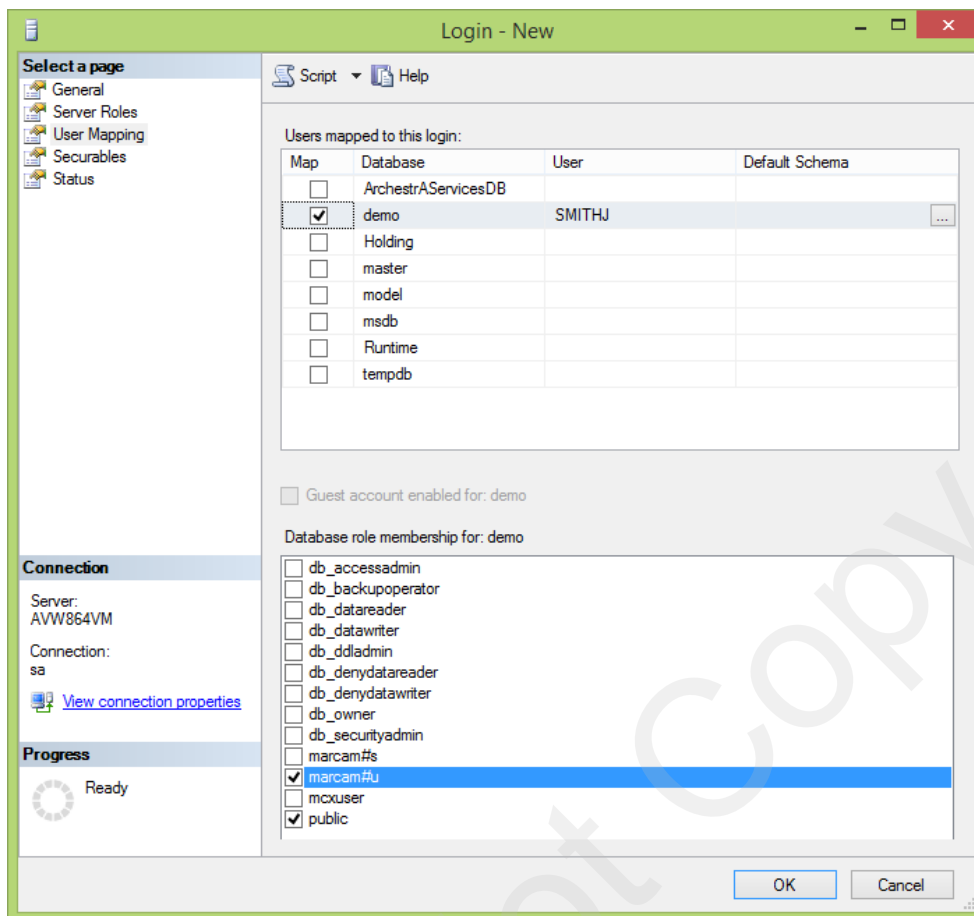 Login - New
Select a page
General
Server Roles
User Mapping
Securables
Status
Script Help
Users mapped to this login:
Map Database User Default Schema
ArchestrAServicesDB
demo SMITHJ ...
Holding
master
model
msdb
Runtime
tempdb
Guest account enabled for: demo
Database role membership for: demo
db_accessadmin
db_backupoperator
db_datareader
db_datawriter
db_ddladmin
db_denydatareader
db_denydatawriter
db_owner
db_securityadmin
marcam#s
marcam#u
mcxuser
public
Connection
Server:
AVW864VM
Connection:
sa
View connection properties
Progress
Ready
OK Cancel
Copy